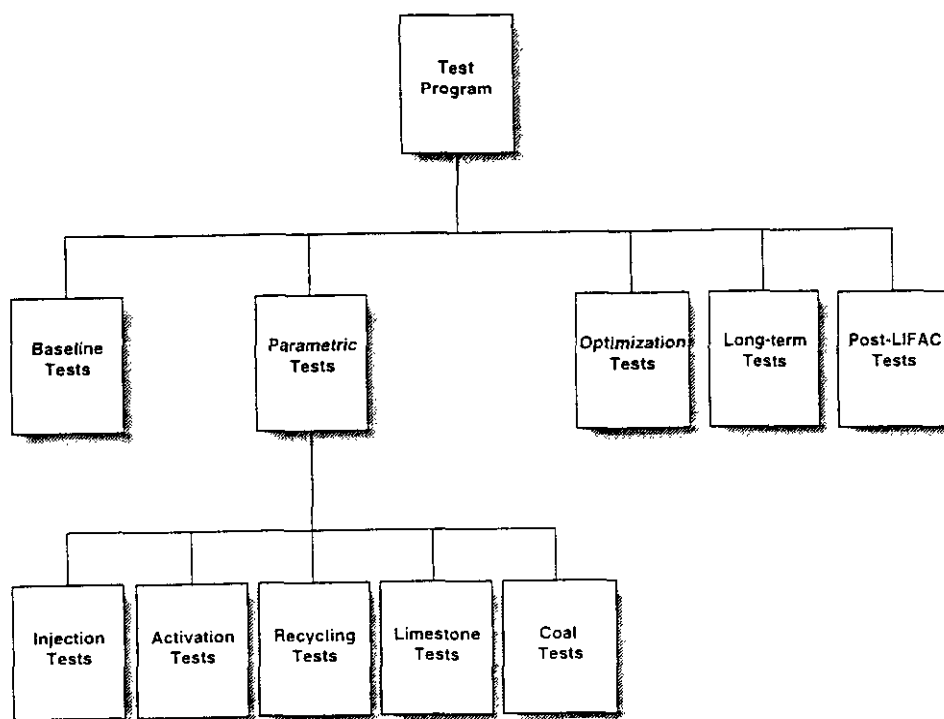 Test
Program
Baseline
Tests
Parametric
Tests
Optimization
Tests
Long-term
Tests
Post-LIFAC
Tests
Injection
Tests
Activation
Tests
Recycling
Tests
Limestone
Tests
Coal
Tests